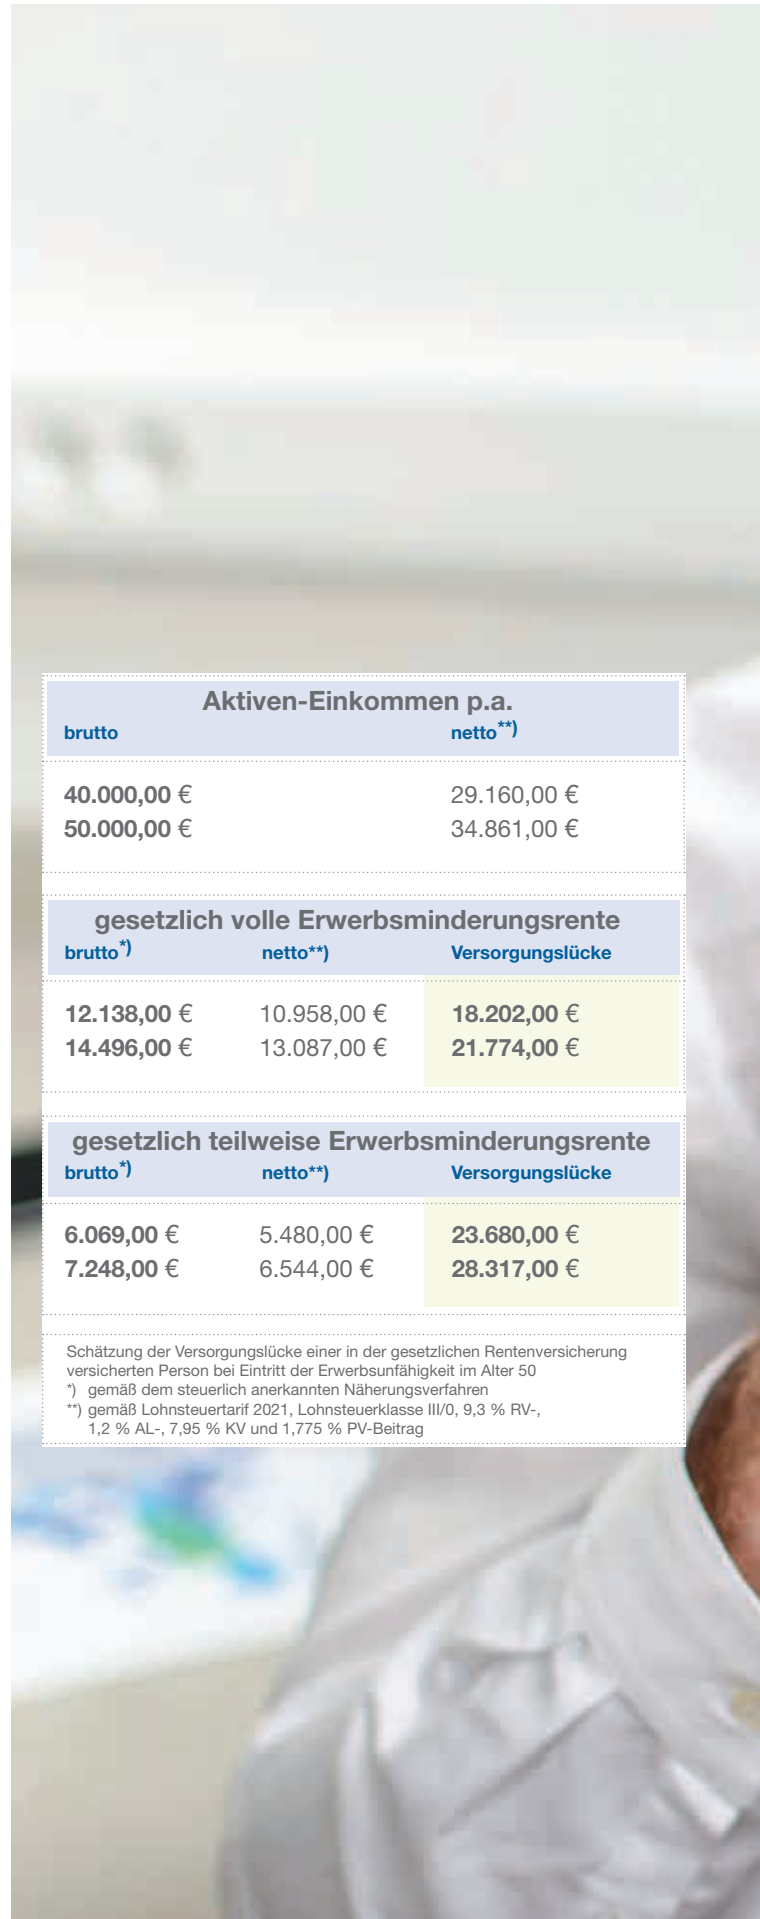 Aktiven-Einkommen p.a.
brutto netto**)
40.000,00 € 29.160,00 €
50.000,00 € 34.861,00 €
gesetzlich volle Erwerbsminderungsrente
brutto*) netto**) Versorgungslücke
12.138,00 € 10.958,00 € 18.202,00 €
14.496,00 € 13.087,00 € 21.774,00 €
gesetzlich teilweise Erwerbsminderungsrente
brutto*) netto**) Versorgungslücke
6.069,00 € 5.480,00 € 23.680,00 €
7.248,00 € 6.544,00 € 28.317,00 €
Schätzung der Versorgungslücke einer in der gesetzlichen Rentenversicherung
versicherten Person bei Eintritt der Erwerbsunfähigkeit im Alter 50
*) gemäß dem steuerlich anerkannten Näherungsverfahren
**) gemäß Lohnsteuertarif 2021, Lohnsteuerklasse III/0, 9,3 % RV-,
1,2 % AL-, 7,95 % KV und 1,775 % PV-Beitrag